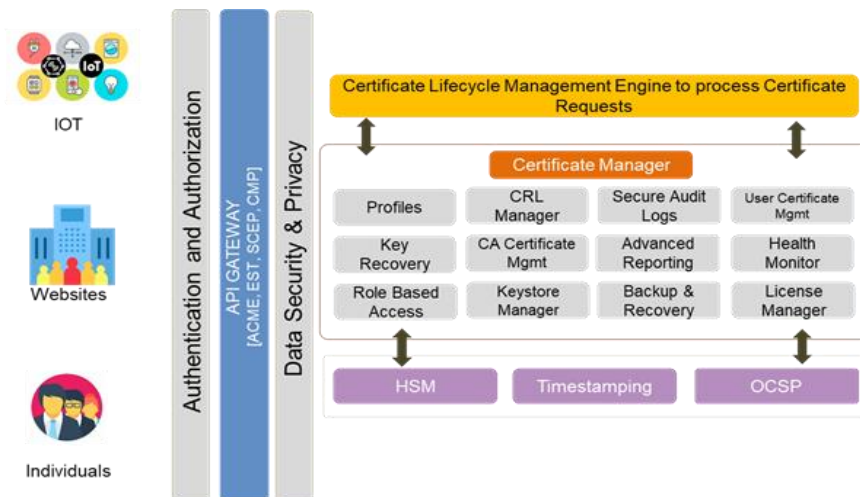 IoT
IOT
Websites
Individuals
Authentication and Authorization
API GATEWAY
[ACME, EST, SCEP, CMP]
Data Security & Privacy
Certificate Lifecycle Management Engine to process Certificate
Requests
Certificate Manager
Profiles
CRL
Manager
Secure Audit
Logs
User Certificate
Mgmt
Key
Recovery
CA Certificate
Mgmt
Advanced
Reporting
Health
Monitor
Role Based
Access
Keystore
Manager
Backup &
Recovery
License
Manager
HSM
Timestamping
OCSP